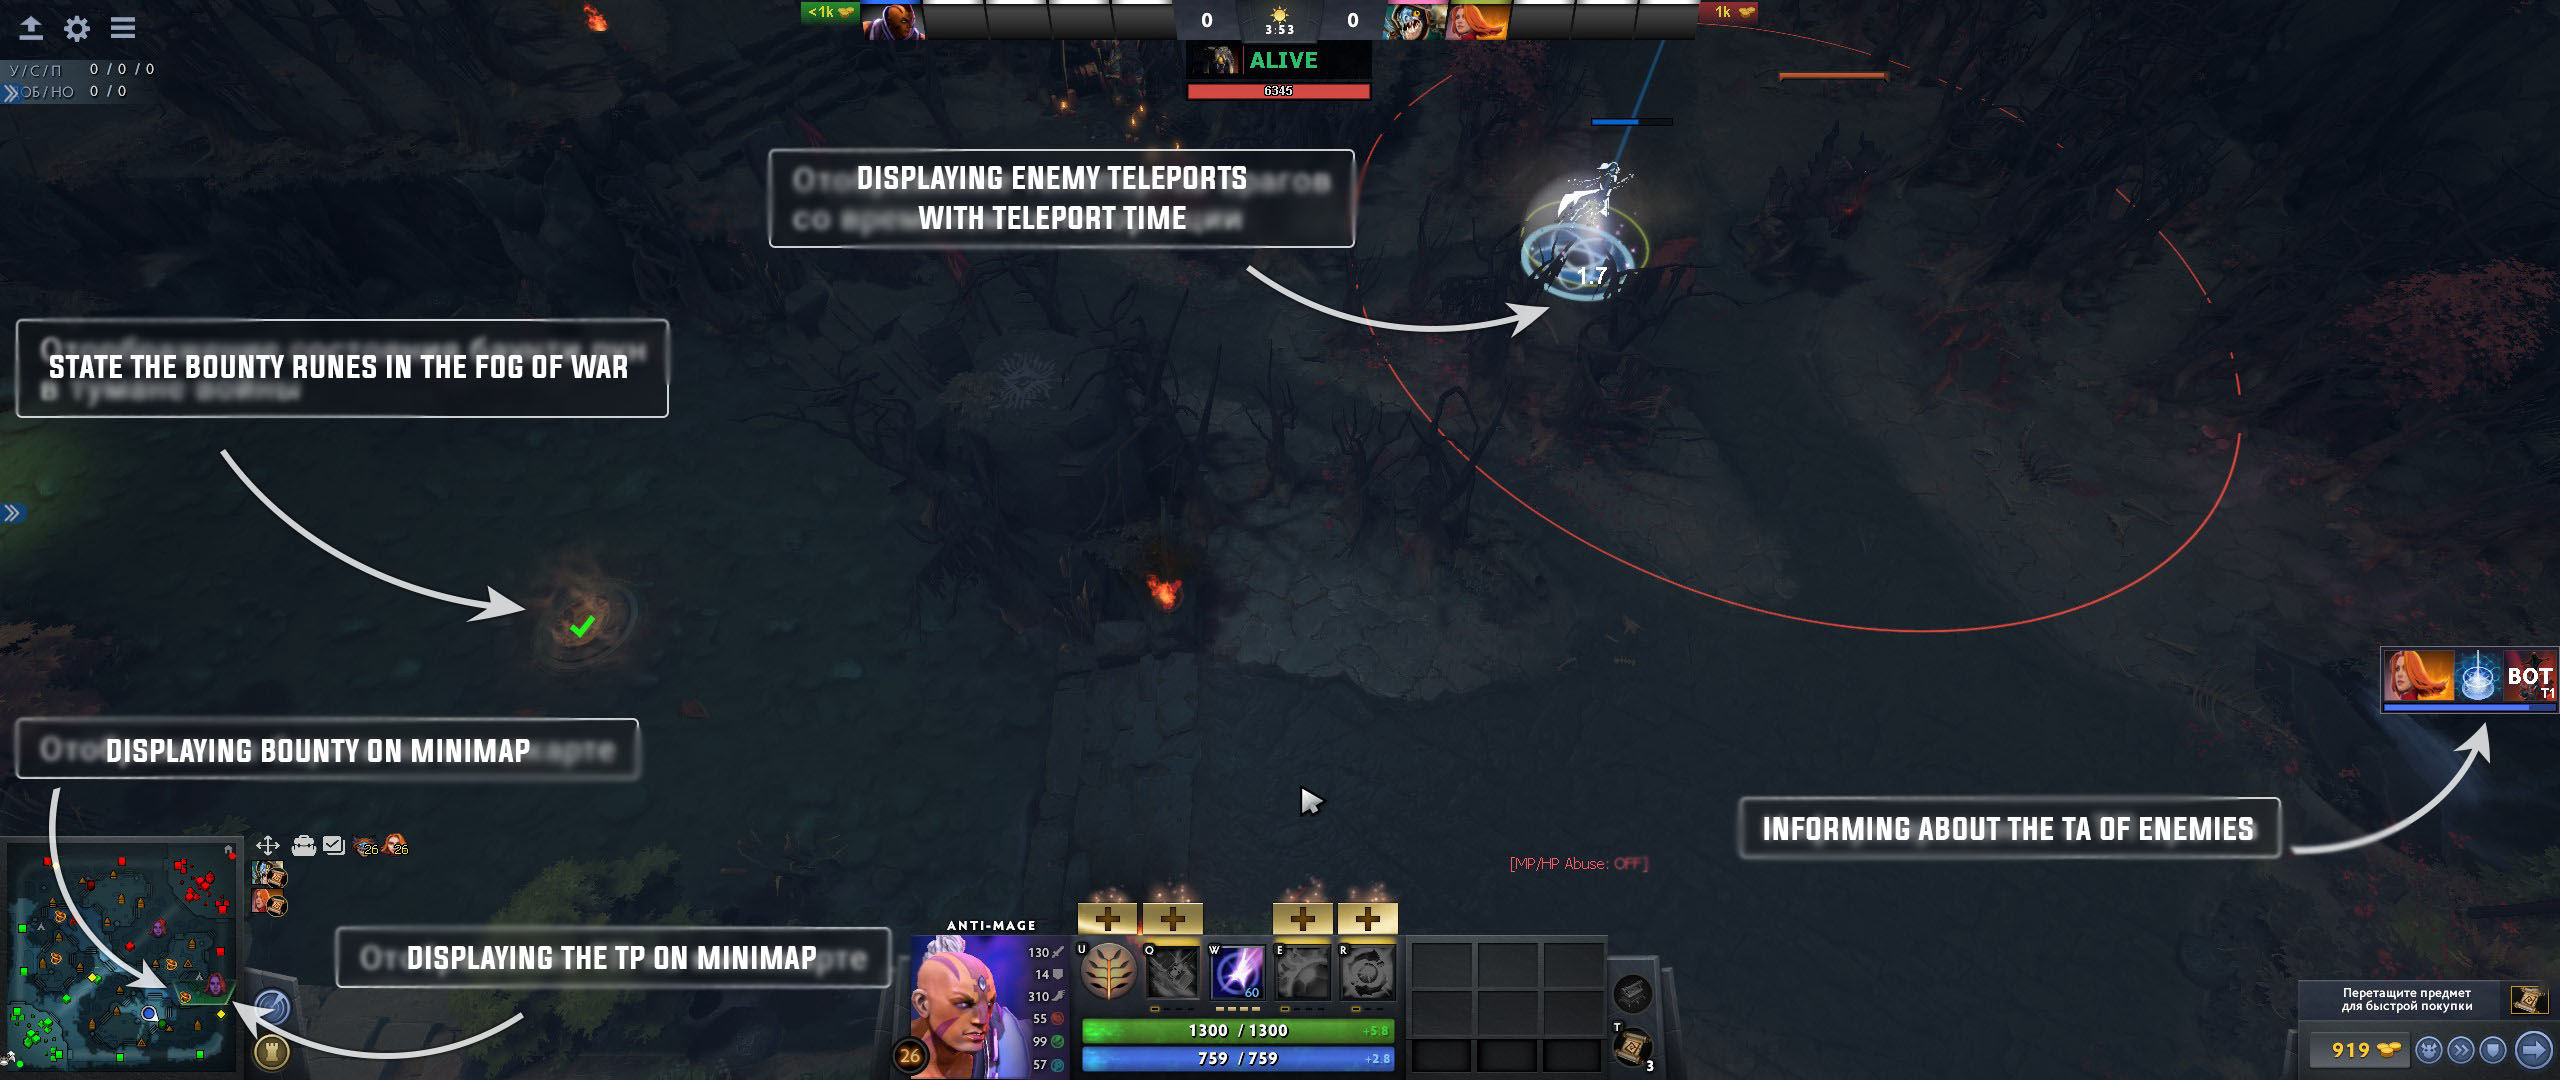 <1k
0
3:53
0
1k
У/С/П 0 / 0 / 0
ОБ/НО 0 / 0
ALIVE
6345
DISPLAYING ENEMY TELEPORTS
WITH TELEPORT TIME
1.7
STATE THE BOUNTY RUNES IN THE FOG OF WAR
BOT
T1
DISPLAYING BOUNTY ON MINIMAP
INFORMING ABOUT THE TA OF ENEMIES
26 26
[MP/HP Abuse: OFF]
DISPLAYING THE TP ON MINIMAP
ANTI-MAGE
130
14
310
55
99
57
26
U Q W E R
60
1300 / 1300 +5.8
759 / 759 +2.8
T
3
Перетащите предмет
для быстрой покупки
919